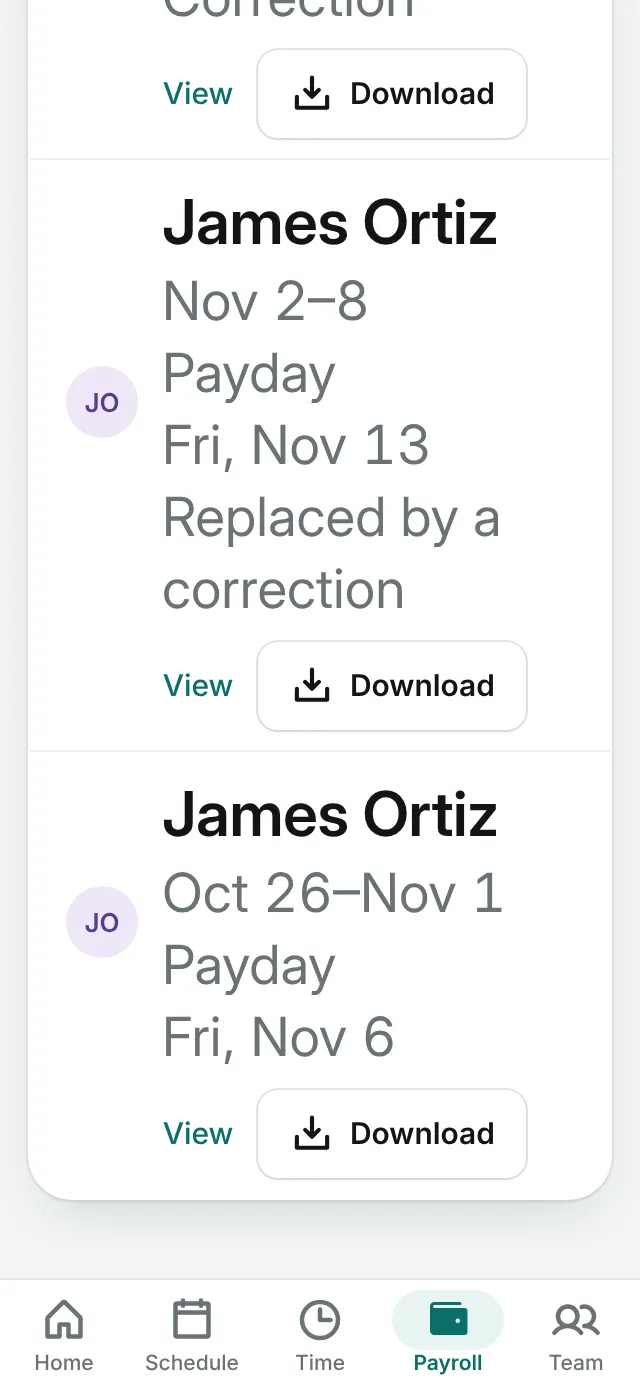 Correction
View
Download
James Ortiz
Nov 2–8
Payday
JO
Fri, Nov 13
Replaced by a
correction
View
Download
James Ortiz
Oct 26–Nov 1
JO
Payday
Fri, Nov 6
View
Download
Home
Schedule
Time
Payroll
Team